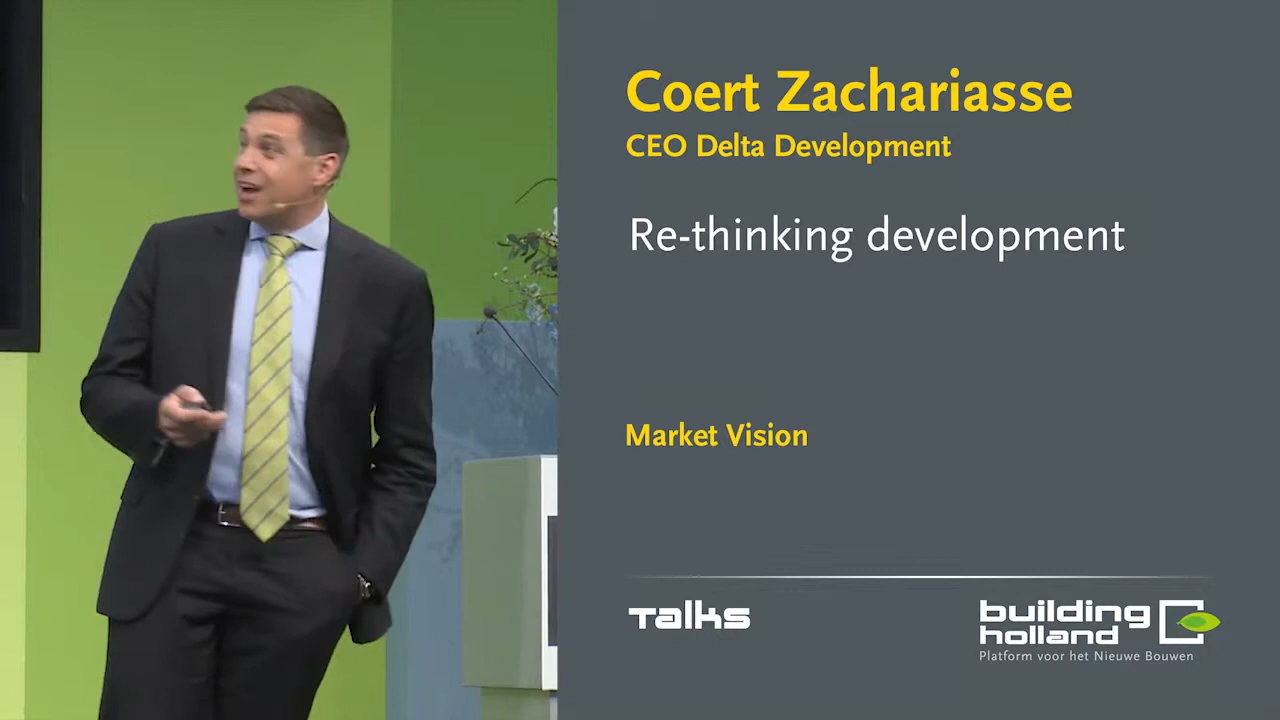 Coert Zachariasse
CEO Delta Development
Re-thinking development
Market Vision
Talks
building
holland
Platform voor het Nieuwe Bouwen